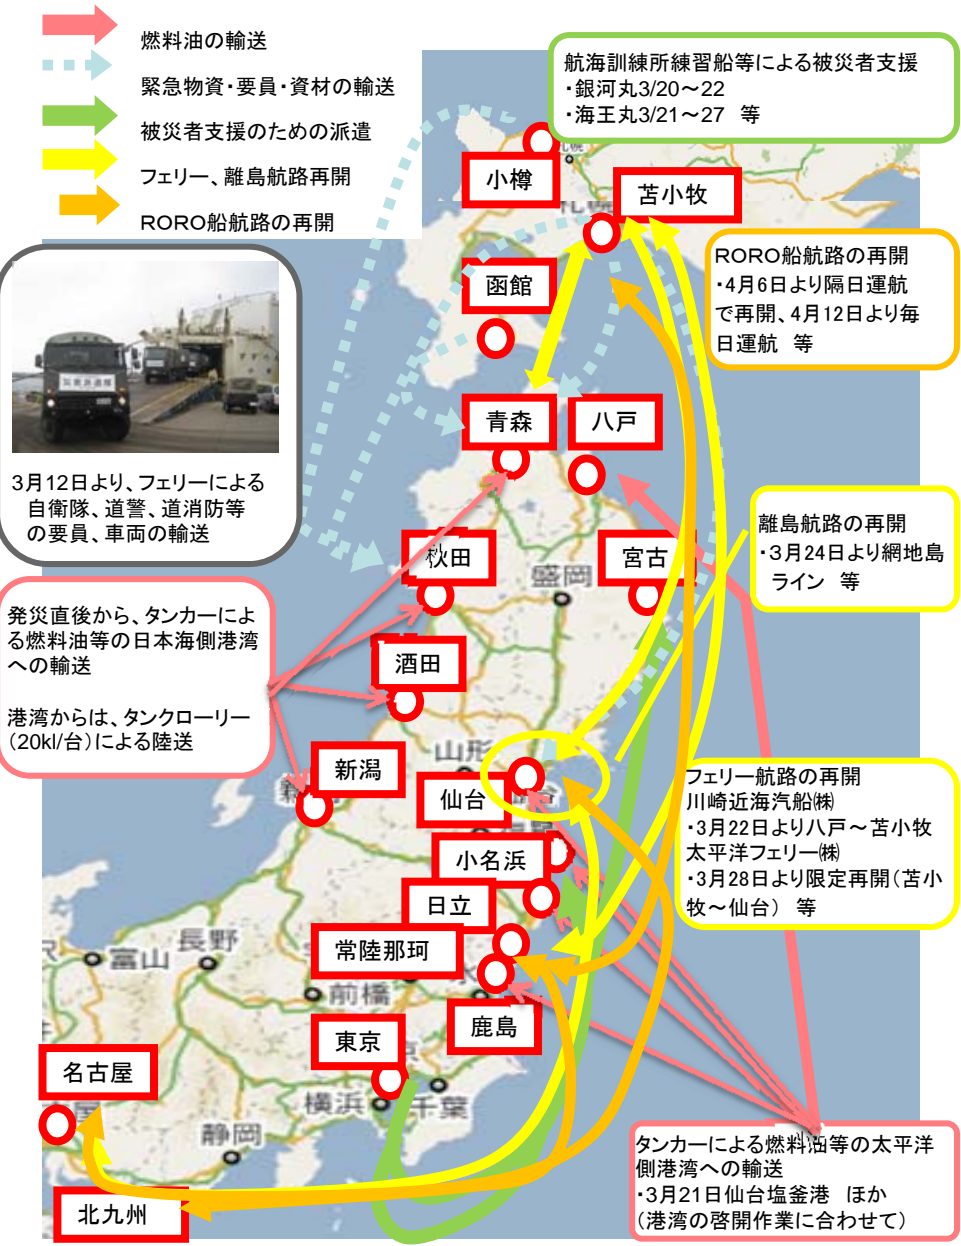 燃料油の輸送
緊急物資・要員・資材の輸送
被災者支援のための派遣
フェリー、離島航路再開
RORO船航路の再開
航海訓練所練習船等による被災者支援
・銀河丸3/20～22
・海王丸3/21～27　等
小樽
苫小牧
RORO船航路の再開
・4月6日より隔日運航
で再開、4月12日より毎
日運航　等
函館
青森
八戸
3月12日より、フェリーによる
自衛隊、道警、道消防等
の要員、車両の輸送
離島航路の再開
・3月24日より網地島
ライン　等
秋田
宮古
盛岡
発災直後から、タンカーによ
る燃料油等の日本海側港湾
への輸送
港湾からは、タンクローリー
（20kl/台）による陸送
酒田
山形
新潟
仙台
フェリー航路の再開
川崎近海汽船㈱
・3月22日より八戸～苫小牧
太平洋フェリー㈱
・3月28日より限定再開（苫小
牧～仙台）　等
小名浜
日立
常陸那珂
長野
富山
前橋
鹿島
東京
名古屋
横浜
千葉
静岡
タンカーによる燃料油等の太平洋
側港湾への輸送
・3月21日仙台塩釜港　ほか
（港湾の啓開作業に合わせて）
北九州